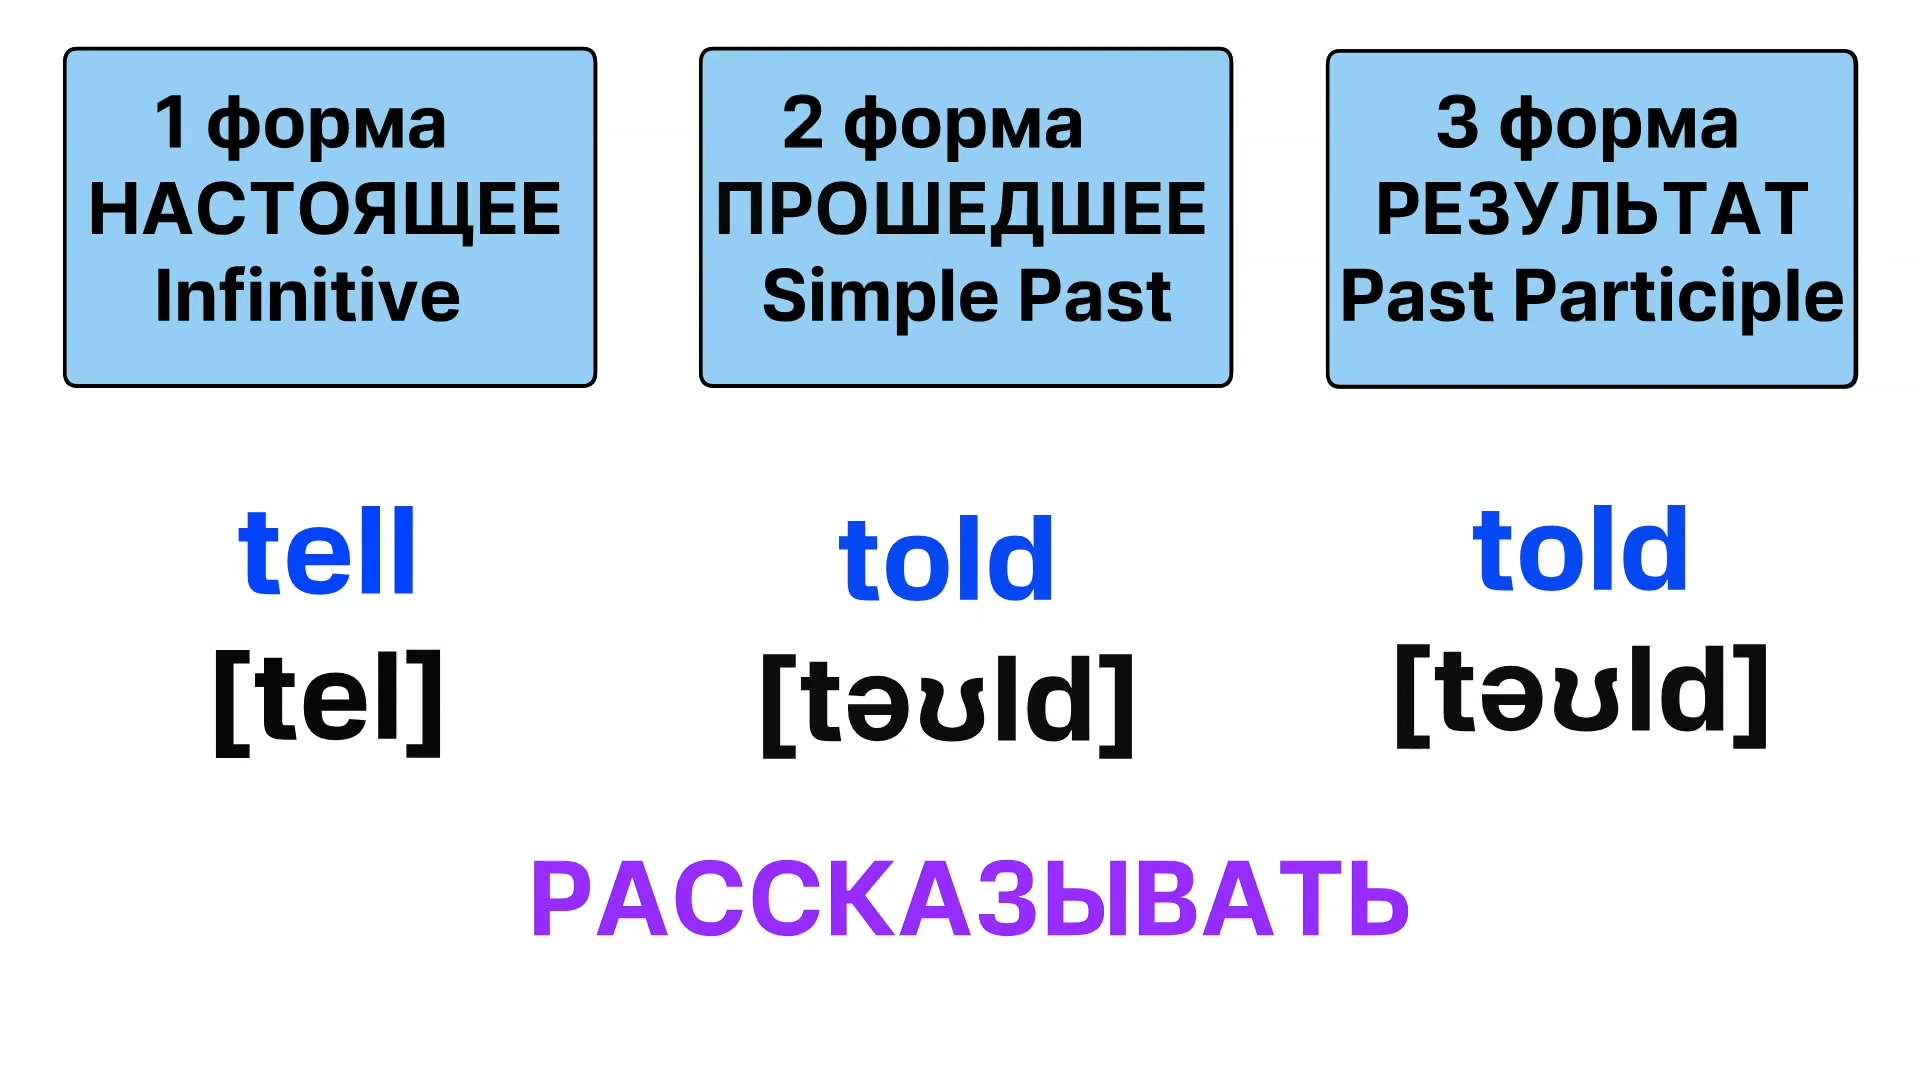 1 форма
НАСТОЯЩЕЕ
Infinitive
2 форма
ПРОШЕДШЕЕ
Simple Past
3 форма
РЕЗУЛЬТАТ
Past Participle
tell
told
told
[tel]
[təʊld]
[təʊld]
РАССКАЗЫВАТЬ